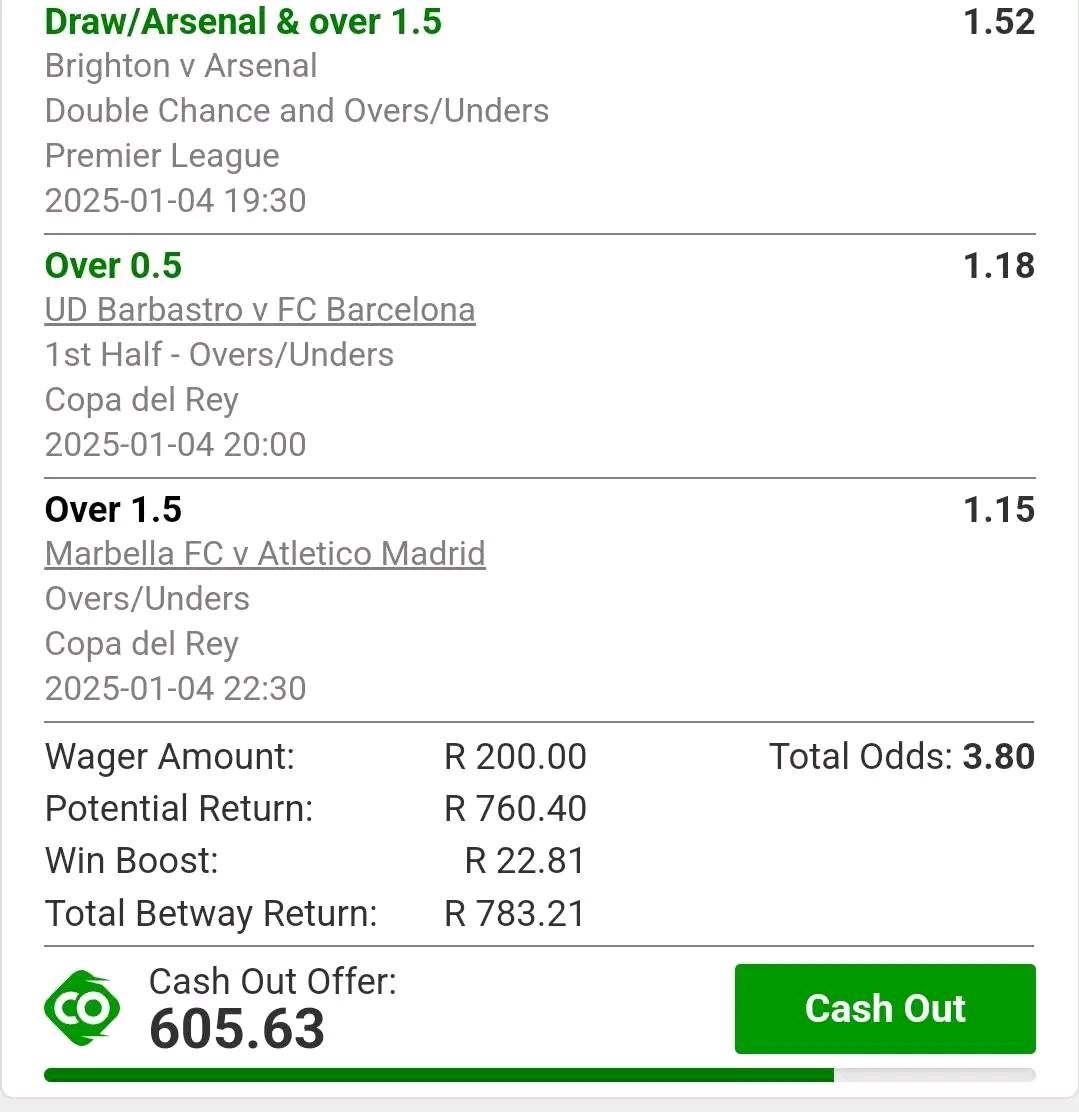 Draw/Arsenal & over 1.5 1.52
Brighton v Arsenal
Double Chance and Overs/Unders
Premier League
2025-01-04 19:30
Over 0.5 1.18
UD Barbastro v FC Barcelona
1st Half - Overs/Unders
Copa del Rey
2025-01-04 20:00
Over 1.5 1.15
Marbella FC v Atletico Madrid
Overs/Unders
Copa del Rey
2025-01-04 22:30
Wager Amount: R 200.00 Total Odds: 3.80
Potential Return: R 760.40
Win Boost: R 22.81
Total Betway Return: R 783.21
CO
Cash Out Offer:
605.63
Cash Out